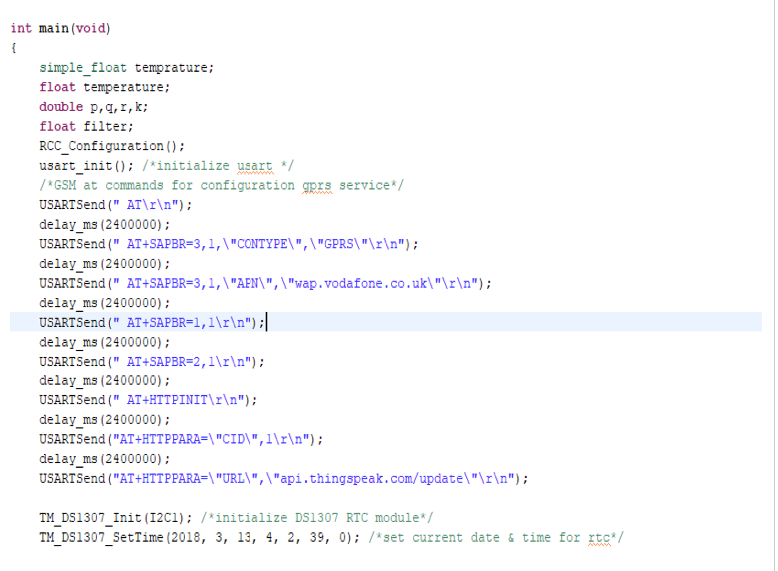 int main(void)
{
simple_float temprature;
float temperature;
double p,q,r,k;
float filter;
RCC_Configuration();
usart_init(); /*initialize usart */
/*GSM at commands for configuration gprs service*/
USARTSend(" AT\r\n");
delay_ms(2400000);
USARTSend(" AT+SAPBR=3,1,\"CONTYPE\",\"GPRS\"\r\n");
delay_ms(2400000);
USARTSend(" AT+SAPBR=3,1,\"APN\",\"wap.vodafone.co.uk\"\r\n");
delay_ms(2400000);
USARTSend(" AT+SAPBR=1,1\r\n");
delay_ms(2400000);
USARTSend(" AT+SAPBR=2,1\r\n");
delay_ms(2400000);
USARTSend(" AT+HTTPINIT\r\n");
delay_ms(2400000);
USARTSend("AT+HTTPPARA=\"CID\",1\r\n");
delay_ms(2400000);
USARTSend("AT+HTTPPARA=\"URL\",\"api.thingspeak.com/update\"\r\n");
TM_DS1307_Init(I2C1); /*initialize DS1307 RTC module*/
TM_DS1307_SetTime(2018, 3, 13, 4, 2, 39, 0); /*set current date & time for rtc*/